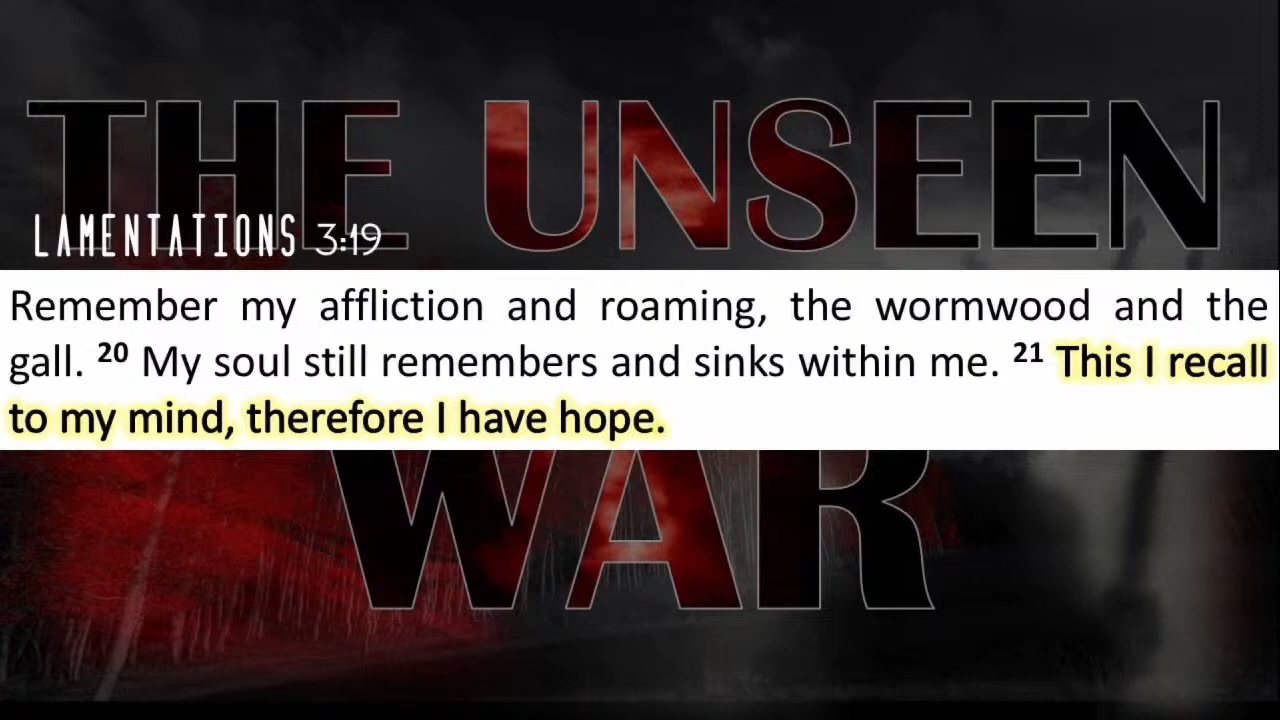 THE UNSEEN
LAMENTATIONS 3:19
Remember my affliction and roaming, the wormwood and the
gall. 20 My soul still remembers and sinks within me. 21 This I recall
to my mind, therefore I have hope.
WAR